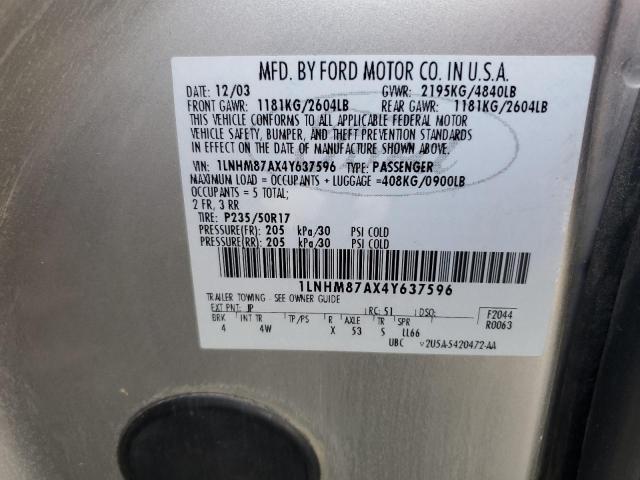 MFD. BY FORD MOTOR CO. IN U.S.A.
DATE: 12/03 GVWR: 2195KG/4840LB
FRONT GAWR: 1181KG/2604LB REAR GAWR: 1181KG/2604LB
THIS VEHICLE CONFORMS TO ALL APPLICABLE FEDERAL MOTOR
VEHICLE SAFETY, BUMPER, AND THEFT PREVENTION STANDARDS
IN EFFECT ON THE DATE OF MANUFACTURE SHOWN ABOVE.
VIN: 1LNHM87AX4Y637596 TYPE: PASSENGER
MAXIMUM LOAD = OCCUPANTS + LUGGAGE =408KG/0900LB
OCCUPANTS = 5 TOTAL;
2 FR, 3 RR
TIRE: P235/50R17
PRESSURE(FR): 205 kPa/30 PSI COLD
PRESSURE(RR): 205 kPa/30 PSI COLD
1LNHM87AX4Y637596
TRAILER TOWING - SEE OWNER GUIDE
EXT PNT: JP RC: 51 DSO: F2044
BRK INT TR TP/PS R AXLE TR SPR R0063
4 4W X 53 S LL66
UBC v2U5A-5420472-AA